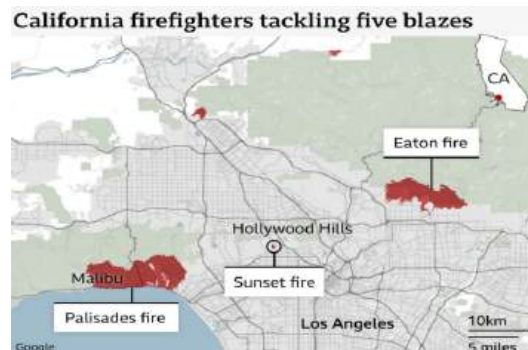 California firefighters tackling five blazes
CA
Eaton fire
Hollywood Hills
Malibu
Sunset fire
Palisades fire
Los Angeles
10km
5 miles
Google